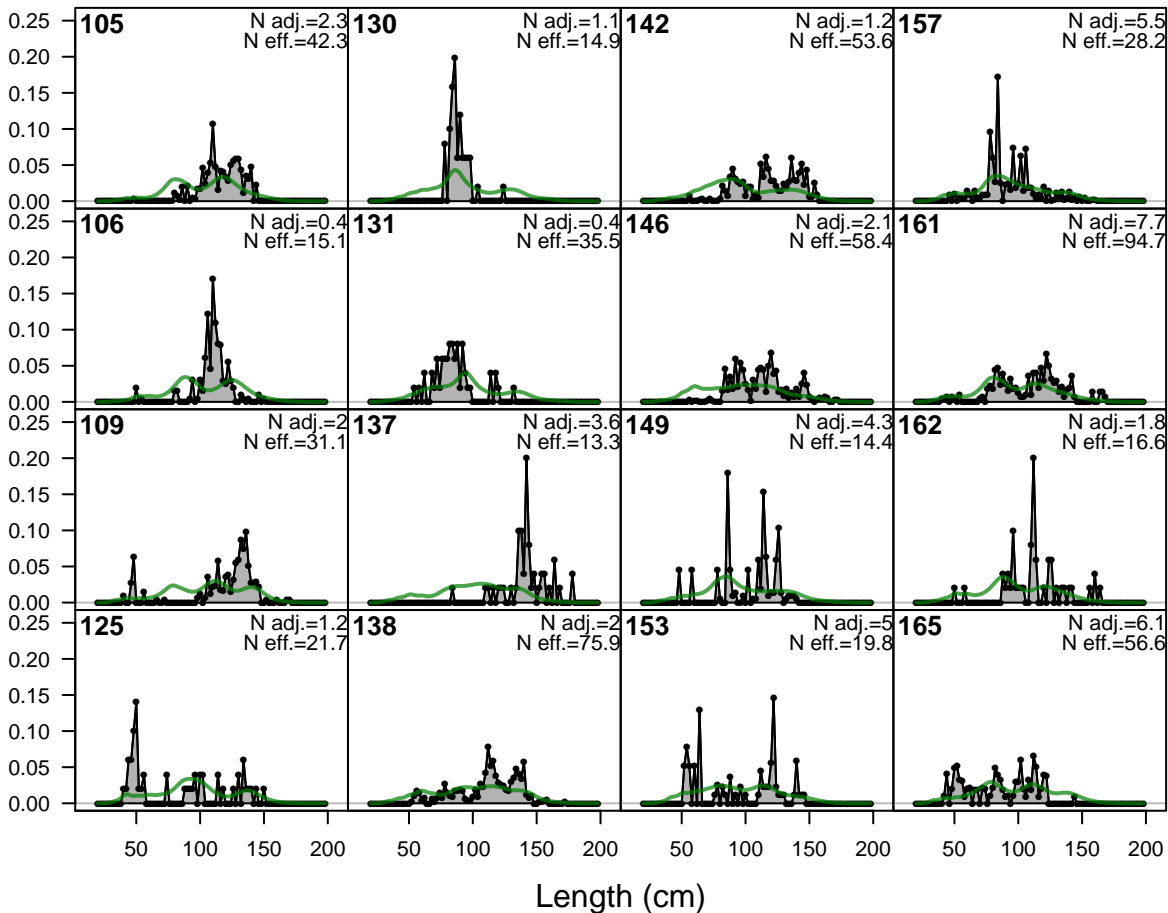 0.25
0.20
0.15
0.10
0.05
0.00
105
N adj.=2.3
N eff.=42.3
130
N adj.=1.1
N eff.=14.9
142
N adj.=1.2
N eff.=53.6
157
N adj.=5.5
N eff.=28.2
0.25
0.20
0.15
0.10
0.05
0.00
106
N adj.=0.4
N eff.=15.1
131
N adj.=0.4
N eff.=35.5
146
N adj.=2.1
N eff.=58.4
161
N adj.=7.7
N eff.=94.7
0.25
0.20
0.15
0.10
0.05
0.00
109
N adj.=2
N eff.=31.1
137
N adj.=3.6
N eff.=13.3
149
N adj.=4.3
N eff.=14.4
162
N adj.=1.8
N eff.=16.6
0.25
0.20
0.15
0.10
0.05
0.00
125
N adj.=1.2
N eff.=21.7
138
N adj.=2
N eff.=75.9
153
N adj.=5
N eff.=19.8
165
N adj.=6.1
N eff.=56.6
50 100 150 200
50 100 150 200
50 100 150 200
50 100 150 200
Length (cm)